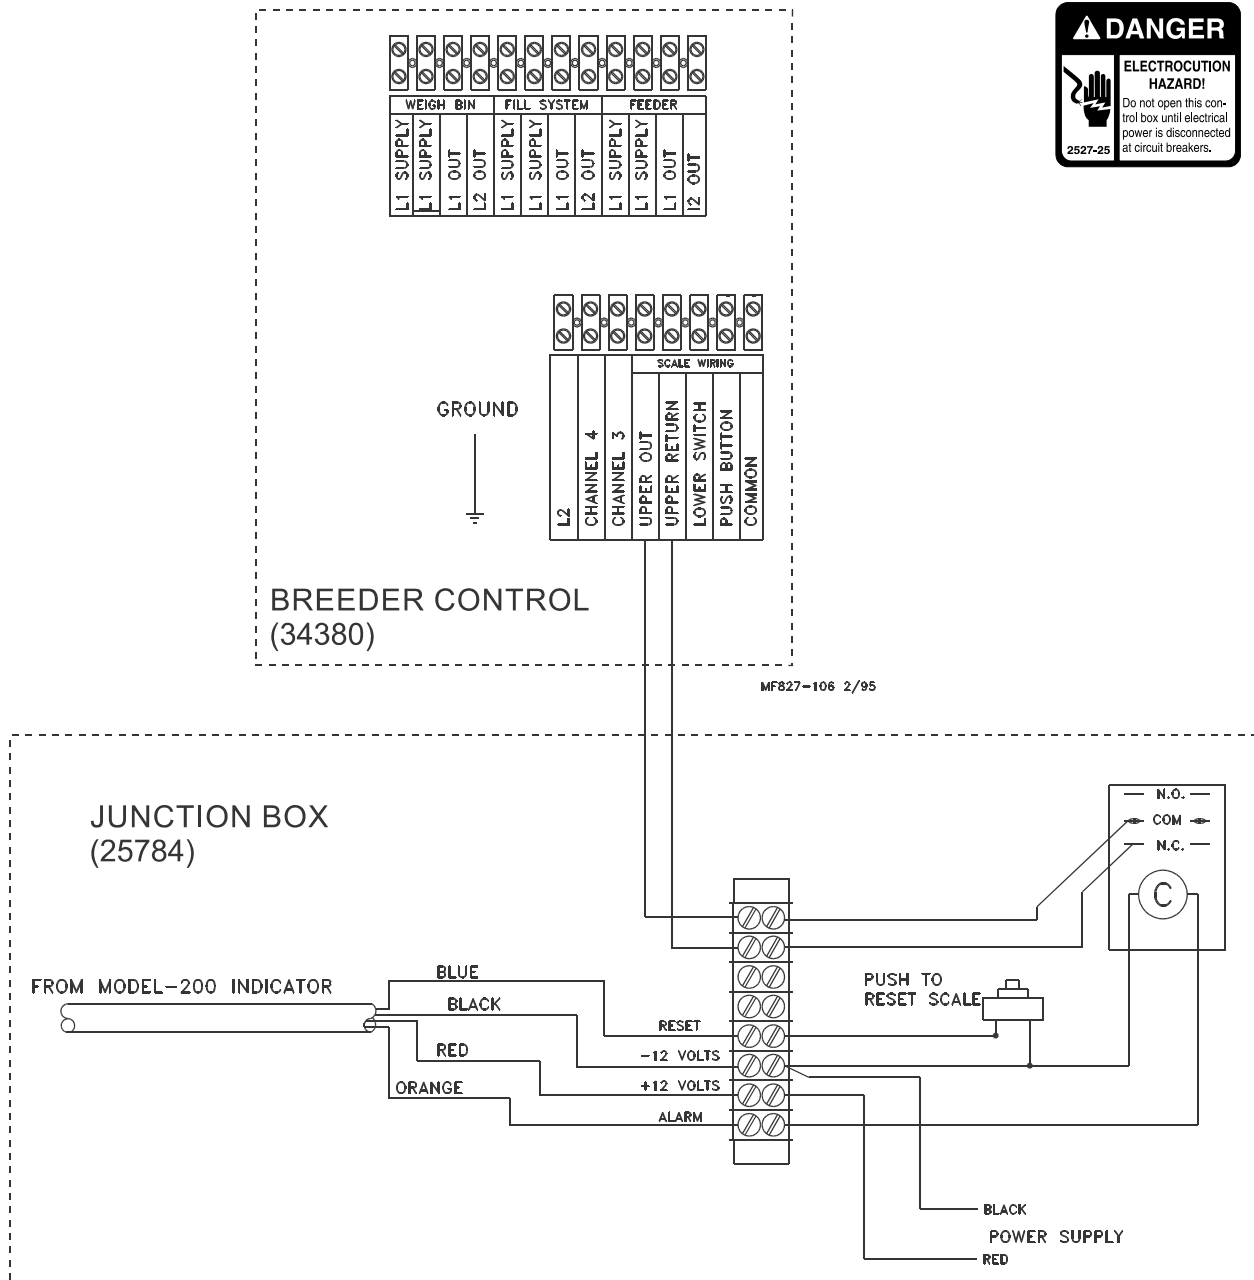 DANGER
ELECTROCUTION
HAZARD!
Do not open this con-
trol box until electrical
power is disconnected
at circuit breakers.
2527-25
WEIGH BIN
FILL SYSTEM
FEEDER
L1 SUPPLY
L1 SUPPLY
L1 OUT
L2 OUT
L1 SUPPLY
L1 SUPPLY
L1 OUT
L2 OUT
L1 SUPPLY
L1 SUPPLY
L1 OUT
I2 OUT
SCALE WIRING
L2
CHANNEL 4
CHANNEL 3
UPPER OUT
UPPER RETURN
LOWER SWITCH
PUSH BUTTON
COMMON
GROUND
BREEDER CONTROL
(34380)
MF827-106 2/95
JUNCTION BOX
(25784)
N.O.
COM
N.C.
C
FROM MODEL-200 INDICATOR
BLUE
BLACK
RED
ORANGE
RESET
-12 VOLTS
+12 VOLTS
ALARM
PUSH TO
RESET SCALE
BLACK
POWER SUPPLY
RED